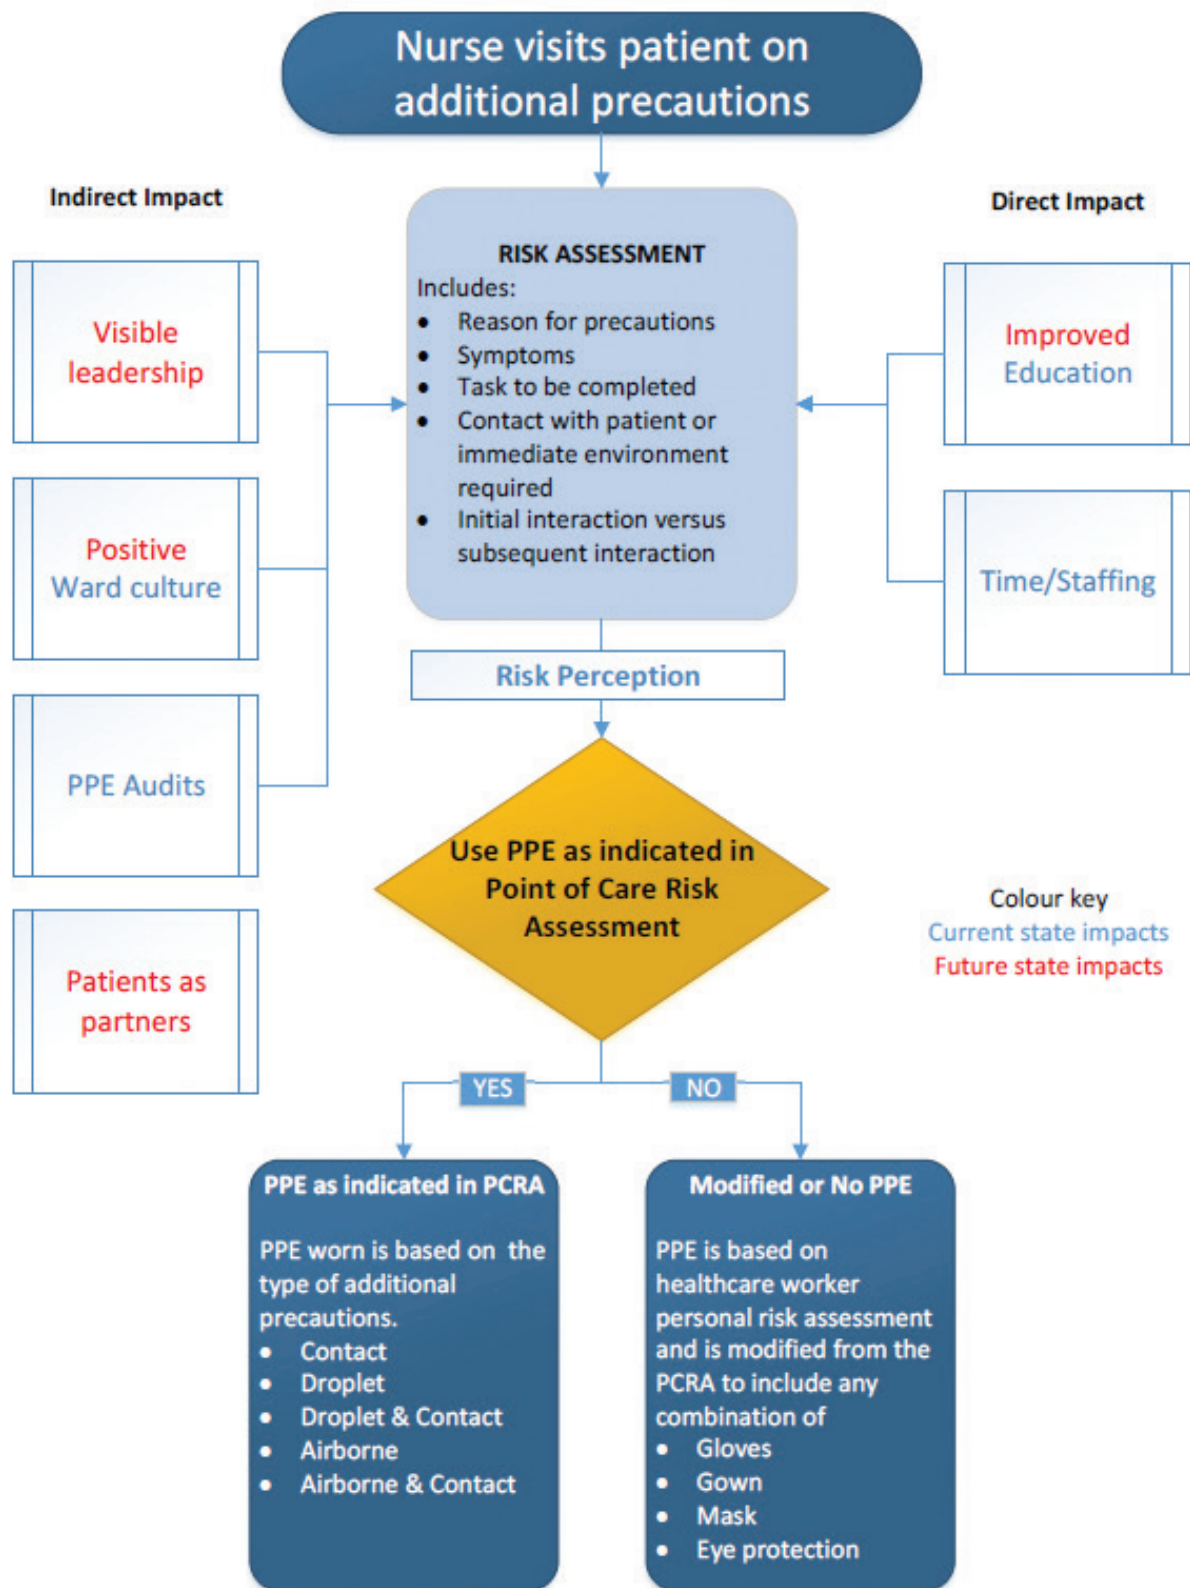 Nurse visits patient on
additional precautions
Indirect Impact
Visible
leadership
Positive
Ward culture
PPE Audits
Patients as
partners
RISK ASSESSMENT
Includes:
• Reason for precautions
• Symptoms
• Task to be completed
• Contact with patient or
immediate environment
required
• Initial interaction versus
subsequent interaction
Direct Impact
Improved
Education
Time/Staffing
Risk Perception
Use PPE as indicated in
Point of Care Risk
Assessment
Colour key
Current state impacts
Future state impacts
YES
NO
PPE as indicated in PCRA
PPE worn is based on the
type of additional
precautions.
• Contact
• Droplet
• Droplet & Contact
• Airborne
• Airborne & Contact
Modified or No PPE
PPE is based on
healthcare worker
personal risk assessment
and is modified from the
PCRA to include any
combination of
• Gloves
• Gown
• Mask
• Eye protection